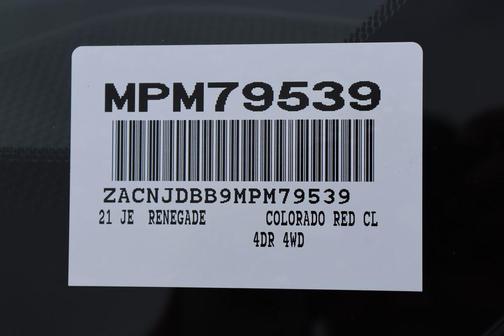 MPM79539
ZACNJDBB9MPM79539
21 JE RENEGADE COLORADO RED CL
4DR 4WD